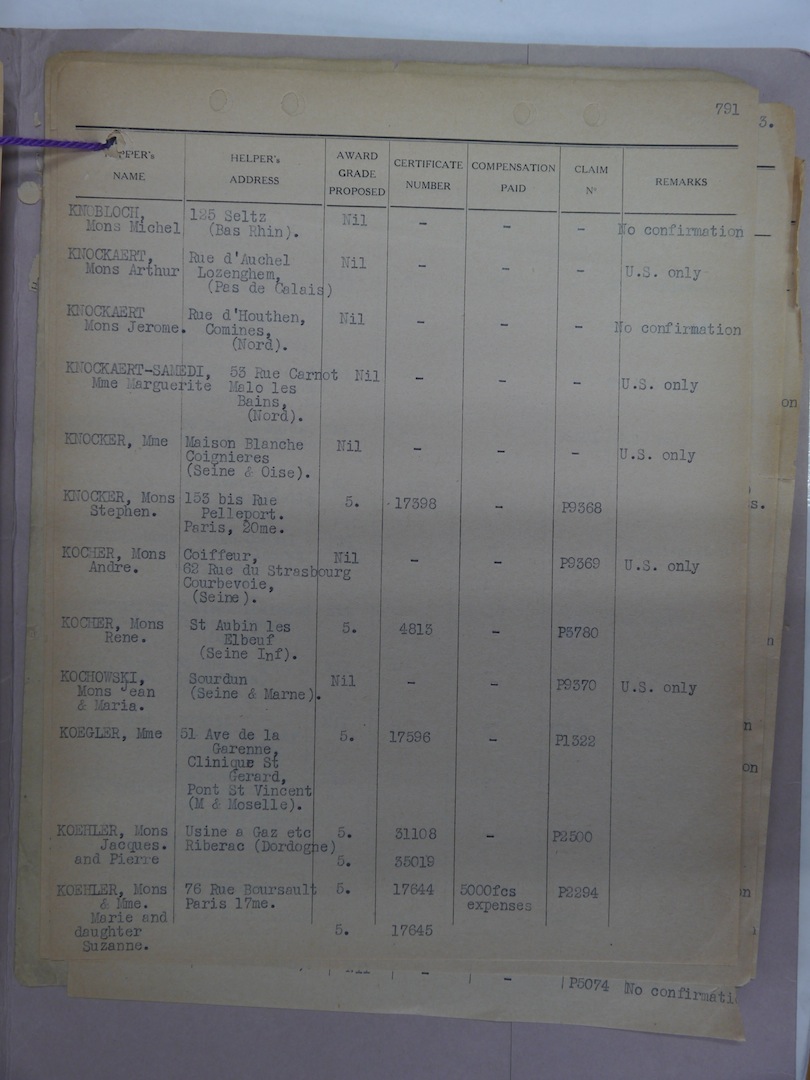 791
3.
HELPER's NAME
HELPER's ADDRESS
AWARD GRADE PROPOSED
CERTIFICATE NUMBER
COMPENSATION PAID
CLAIM No
REMARKS
KNOBLOCH, 125 Seltz Nil - - - No confirmation
Mons Michel (Bas Rhin).
KNOCKAERT, Rue d'Auchel Nil - - - U.S. only
Mons Arthur Lozenghem,
(Pas de Calais)
KNOCKAERT Rue d'Houthen, Nil - - - No confirmation
Mons Jerome. Comines,
(Nord).
KNOCKAERT-SAMEDI, 53 Rue Carnot Nil - - - U.S. only
Mme Marguerite Malo les
Bains,
(Nord).
KNOCKER, Mme Maison Blanche Nil - - - U.S. only
Coignieres
(Seine & Oise).
KNOCKER, Mons 153 bis Rue 5. 17398 - P9368
Stephen. Pelleport.
Paris, 20me.
KOCHER, Mons Coiffeur, Nil - - P9369 U.S. only
Andre. 62 Rue du Strasbourg
Courbevoie,
(Seine).
KOCHER, Mons St Aubin les 5. 4813 - P3780
Rene. Elbeuf
(Seine Inf).
KOCHOWSKI, Sourdun Nil - - P9370 U.S. only
Mons Jean (Seine & Marne).
& Maria.
KOEGLER, Mme 51 Ave de la 5. 17596 - P1322
Garenne,
Clinique St
Gerard,
Pont St Vincent
(M & Moselle).
KOEHLER, Mons Usine a Gaz etc 5. 31108 - P2500
Jacques. Riberac (Dordogne)
and Pierre 5. 35019
KOEHLER, Mons 76 Rue Boursault 5. 17644 5000fcs P2294
& Mme. Paris 17me. expenses
Marie and
daughter 5. 17645
Suzanne.
- - P5074 No confirmati
on
s.
n
n
on
n